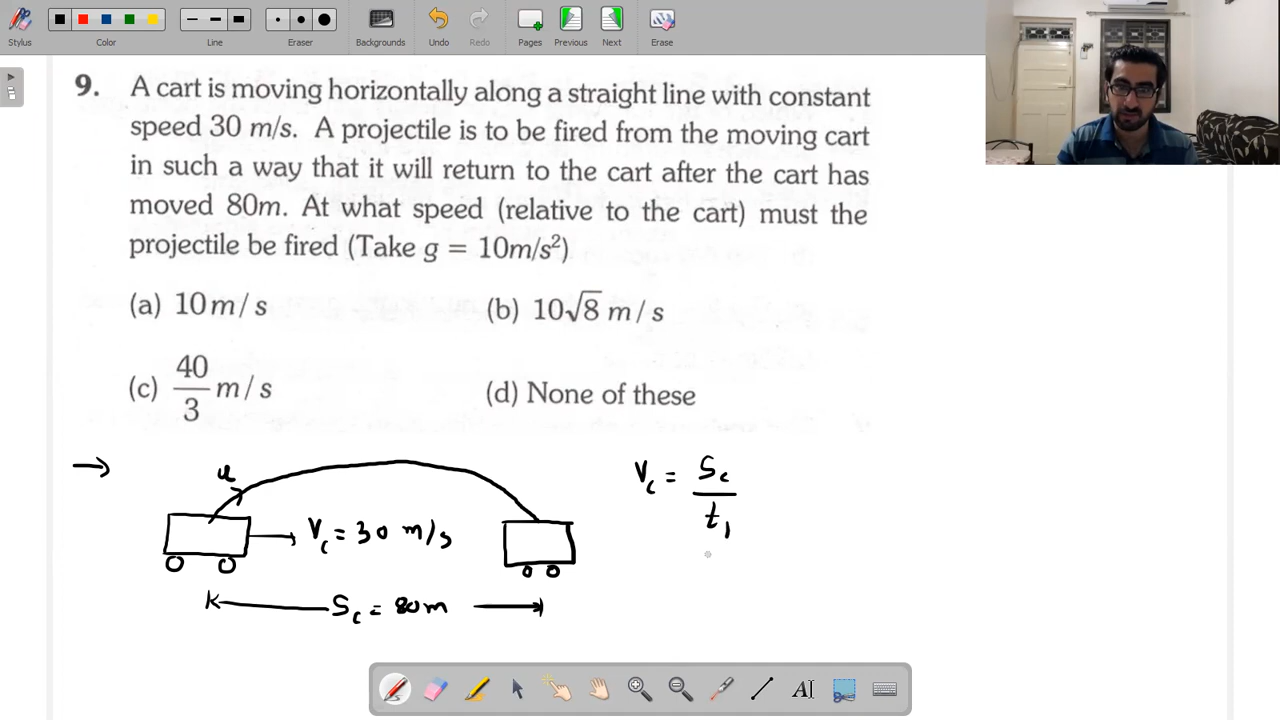 Stylus
Color
Line
Eraser
Backgrounds
Undo
Redo
Pages
Previous
Next
Erase
9. A cart is moving horizontally along a straight line with constant
speed 30 m/s. A projectile is to be fired from the moving cart
in such a way that it will return to the cart after the cart has
moved 80m. At what speed (relative to the cart) must the
projectile be fired (Take g = 10m/s²)
(a) 10 m/s
(b) 10√8 m/s
(c) 40/3 m/s
(d) None of these
→
u
V_c = 30 m/s
S_c = 80m
V_c = S_c / t_1
AI